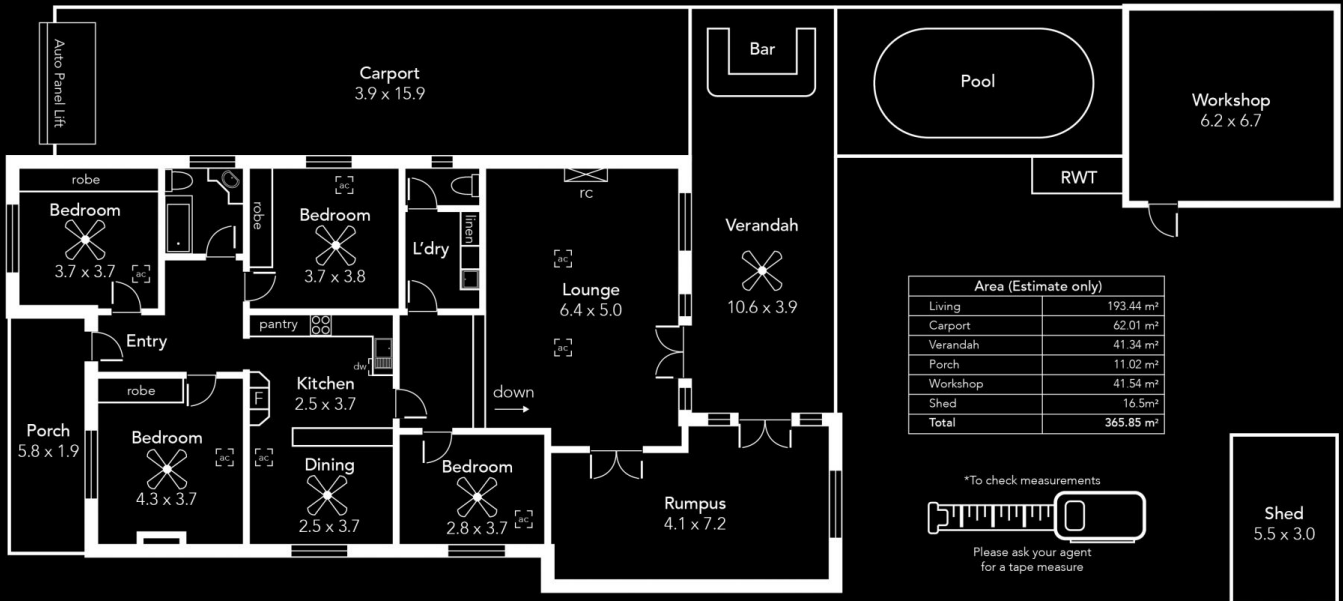 Auto Panel Lift
Carport
3.9 x 15.9
Bar
Pool
Workshop
6.2 x 6.7
RWT
robe
Bedroom
3.7 x 3.7
ac
robe
ac
Bedroom
3.7 x 3.8
L'dry
linen
rc
ac
Lounge
6.4 x 5.0
ac
down
Verandah
10.6 x 3.9
Entry
pantry
dw
Kitchen
2.5 x 3.7
F
Porch
5.8 x 1.9
robe
Bedroom
4.3 x 3.7
ac
ac
Dining
2.5 x 3.7
Bedroom
2.8 x 3.7
ac
Rumpus
4.1 x 7.2
Area (Estimate only)
Living 193.44 m²
Carport 62.01 m²
Verandah 41.34 m²
Porch 11.02 m²
Workshop 41.54 m²
Shed 16.5m²
Total 365.85 m²
*To check measurements
Please ask your agent
for a tape measure
Shed
5.5 x 3.0